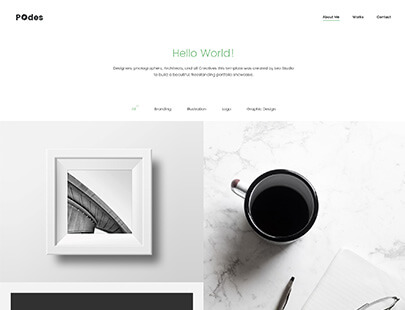 POdes
About Me
Works
Contact
Hello World!
Designers, photographers, Architects, and all Creatives this template was created by Geo Studio
to build a beautiful freelancing portfolio showcase.
All
Branding
Illustration
Logo
Graphic Design